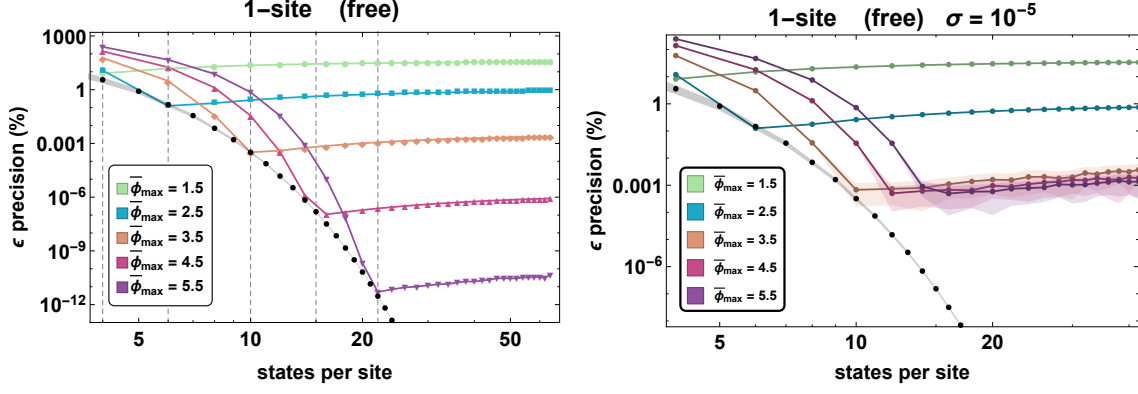 1-site (free)
1000
1
0.001
10^-6
10^-9
10^-12
ϵ precision (%)
ϕ̅max = 1.5
ϕ̅max = 2.5
ϕ̅max = 3.5
ϕ̅max = 4.5
ϕ̅max = 5.5
5 10 20 50
states per site
1-site (free) σ = 10^-5
1
0.001
10^-6
ϵ precision (%)
ϕ̅max = 1.5
ϕ̅max = 2.5
ϕ̅max = 3.5
ϕ̅max = 4.5
ϕ̅max = 5.5
5 10 20
states per site